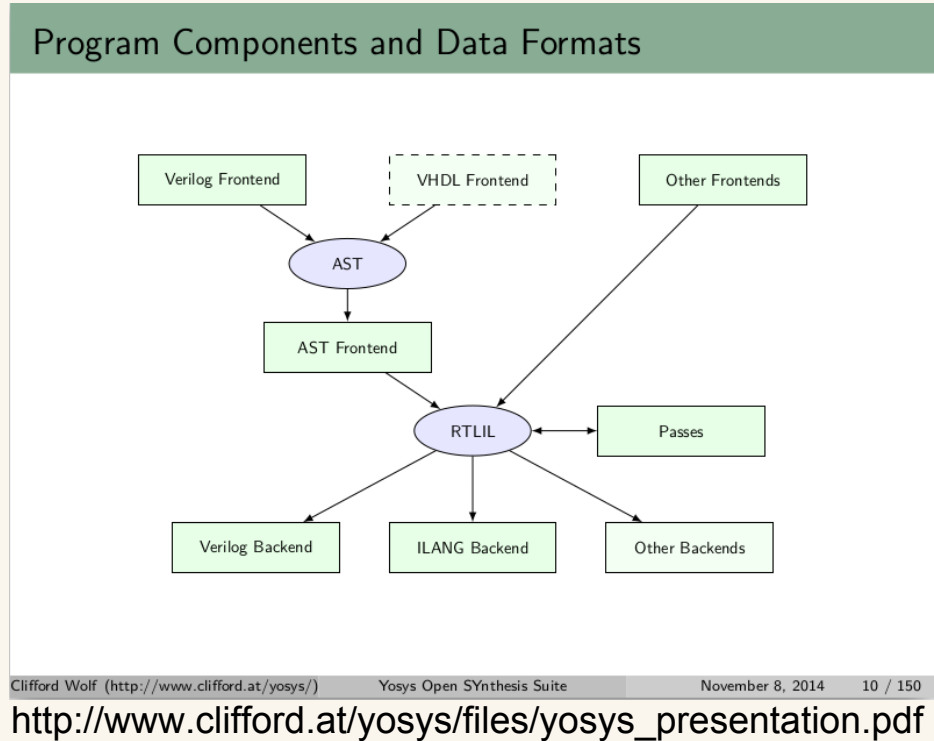 Program Components and Data Formats
Verilog Frontend
VHDL Frontend
Other Frontends
AST
AST Frontend
RTLIL
Passes
Verilog Backend
ILANG Backend
Other Backends
Clifford Wolf (http://www.clifford.at/yosys/) Yosys Open SYnthesis Suite November 8, 2014 10 / 150
http://www.clifford.at/yosys/files/yosys_presentation.pdf